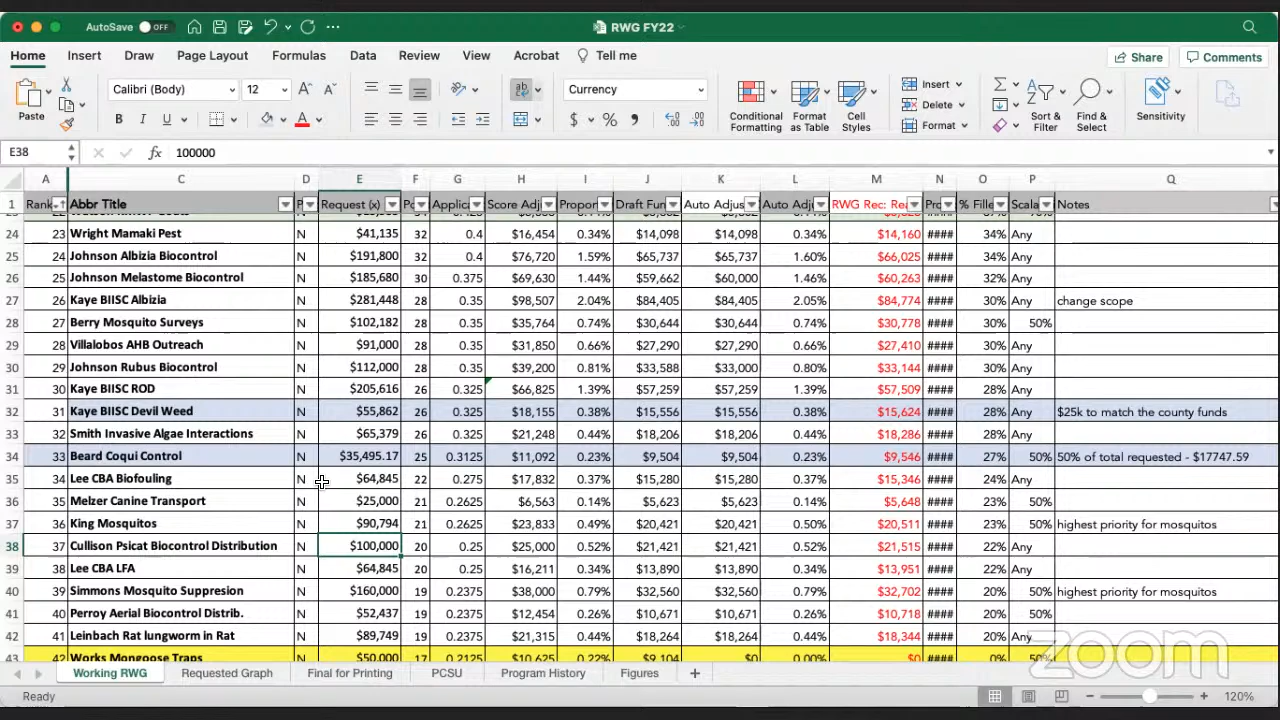 AutoSave OFF RWG FY22
Home Insert Draw Page Layout Formulas Data Review View Acrobat Tell me Share Comments
Paste Calibri (Body) 12 Currency Conditional Formatting Format as Table Cell Styles Insert Delete Format Sort & Filter Find & Select Sensitivity
E38 fx 100000
A C D E F G H I J K L M N O P Q
1 Rank Abbr Title P Request (x) Po Applica Score Adj Propor Draft Fun Auto Adjus Auto Adj RWG Rec: Re Pro % Fille Scala Notes
24 23 Wright Mamaki Pest N $41,135 32 0.4 $16,454 0.34% $14,098 $14,098 0.34% $14,160 #### 34% Any
25 24 Johnson Albizia Biocontrol N $191,800 32 0.4 $76,720 1.59% $65,737 $65,737 1.60% $66,025 #### 34% Any
26 25 Johnson Melastome Biocontrol N $185,680 30 0.375 $69,630 1.44% $59,662 $60,000 1.46% $60,263 #### 32% Any
27 26 Kaye BIISC Albizia N $281,448 28 0.35 $98,507 2.04% $84,405 $84,405 2.05% $84,774 #### 30% Any change scope
28 27 Berry Mosquito Surveys N $102,182 28 0.35 $35,764 0.74% $30,644 $30,644 0.74% $30,778 #### 30% 50%
29 28 Villalobos AHB Outreach N $91,000 28 0.35 $31,850 0.66% $27,290 $27,290 0.66% $27,410 #### 30% Any
30 29 Johnson Rubus Biocontrol N $112,000 28 0.35 $39,200 0.81% $33,588 $33,000 0.80% $33,144 #### 30% Any
31 30 Kaye BIISC ROD N $205,616 26 0.325 $66,825 1.39% $57,259 $57,259 1.39% $57,509 #### 28% Any
32 31 Kaye BIISC Devil Weed N $55,862 26 0.325 $18,155 0.38% $15,556 $15,556 0.38% $15,624 #### 28% Any $25k to match the county funds
33 32 Smith Invasive Algae Interactions N $65,379 26 0.325 $21,248 0.44% $18,206 $18,206 0.44% $18,286 #### 28% Any
34 33 Beard Coqui Control N $35,495.17 25 0.3125 $11,092 0.23% $9,504 $9,504 0.23% $9,546 #### 27% 50% 50% of total requested - $17747.59
35 34 Lee CBA Biofouling N $64,845 22 0.275 $17,832 0.37% $15,280 $15,280 0.37% $15,346 #### 24% Any
36 35 Melzer Canine Transport N $25,000 21 0.2625 $6,563 0.14% $5,623 $5,623 0.14% $5,648 #### 23% 50%
37 36 King Mosquitos N $90,794 21 0.2625 $23,833 0.49% $20,421 $20,421 0.50% $20,511 #### 23% 50% highest priority for mosquitos
38 37 Cullison Psicat Biocontrol Distribution N $100,000 20 0.25 $25,000 0.52% $21,421 $21,421 0.52% $21,515 #### 22% Any
39 38 Lee CBA LFA N $64,845 20 0.25 $16,211 0.34% $13,890 $13,890 0.34% $13,951 #### 22% Any
40 39 Simmons Mosquito Suppresion N $160,000 19 0.2375 $38,000 0.79% $32,560 $32,560 0.79% $32,702 #### 20% 50% highest priority for mosquitos
41 40 Perroy Aerial Biocontrol Distrib. N $52,437 19 0.2375 $12,454 0.26% $10,671 $10,671 0.26% $10,718 #### 20% 50%
42 41 Leinbach Rat lungworm in Rat N $89,749 19 0.2375 $21,315 0.44% $18,264 $18,264 0.44% $18,344 #### 20% Any
43 42 Works Mongoose Traps N $50,000 17 0.2125 $10,625 0.22% $9,104 $0 0.00% $0 #### 0% 50%
zoom
Working RWG Requested Graph Final for Printing PCSU Program History Figures
Ready 120%